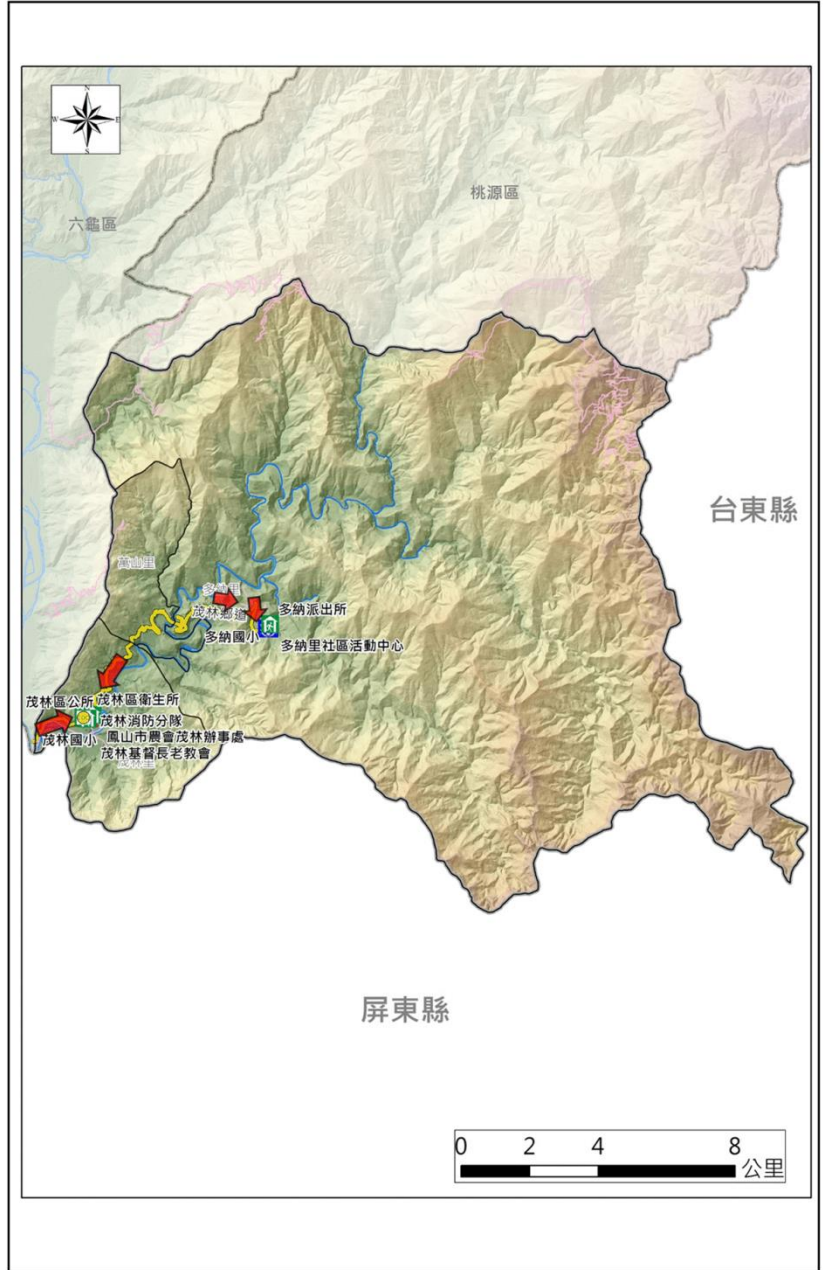 N
W E
S
桃源區
六龜區
台東縣
萬山里
多納里
茂林鄉道
多納派出所
多納國小
多納里社區活動中心
茂林區公所
茂林區衛生所
茂林消防分隊
鳳山市農會茂林辦事處
茂林國小
茂林基督長老教會
茂林里
屏東縣
0 2 4 8
公里